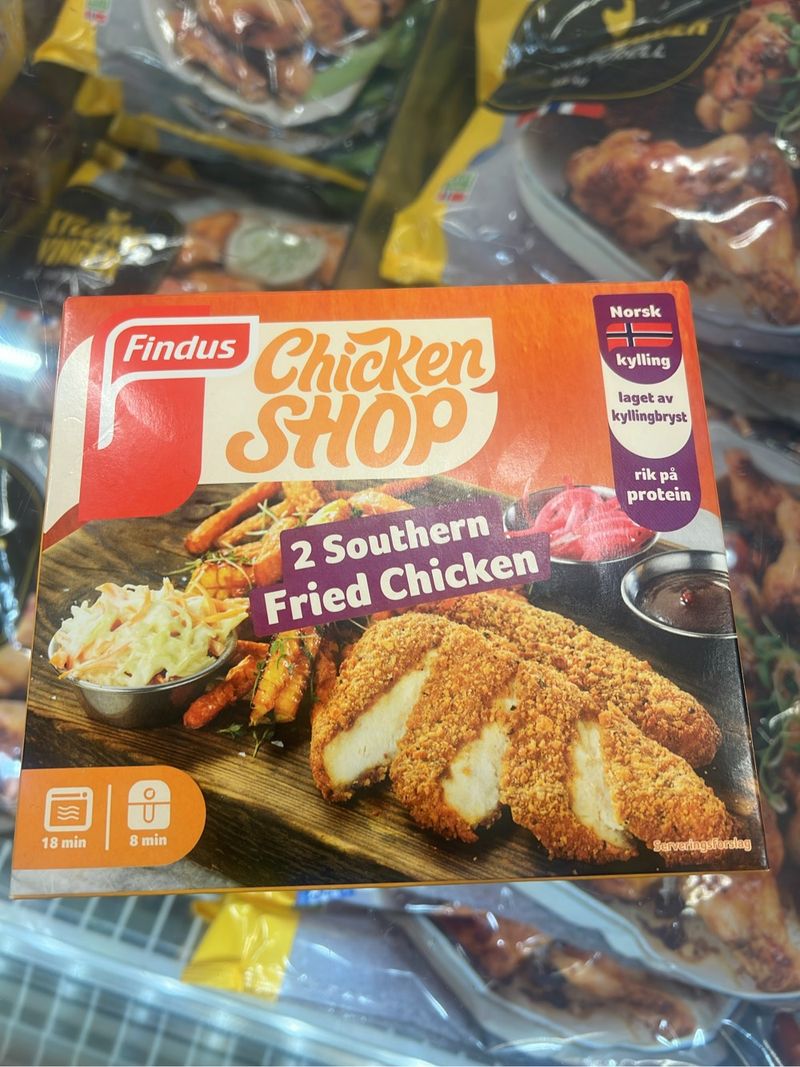 Findus
Chicken
SHOP
Norsk
kylling
laget av
kyllingbryst
rik på
protein
2 Southern
Fried Chicken
18 min
8 min
Serveringsforslag